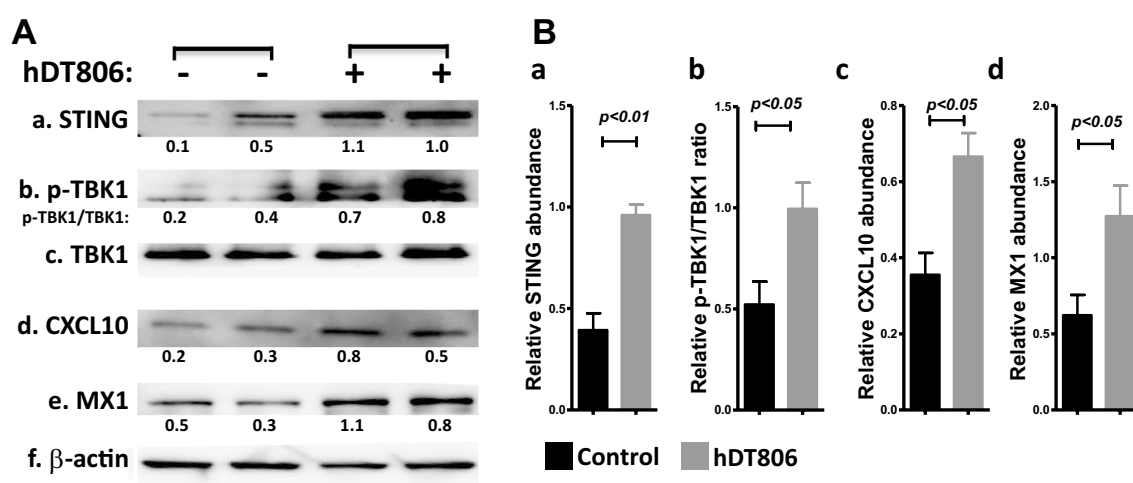 A
hDT806: - - + +
a. STING
0.1 0.5 1.1 1.0
b. p-TBK1
p-TBK1/TBK1: 0.2 0.4 0.7 0.8
c. TBK1
d. CXCL10
0.2 0.3 0.8 0.5
e. MX1
0.5 0.3 1.1 0.8
f. β-actin
B
a
Relative STING abundance
1.5
1.0
0.5
0.0
p<0.01
b
Relative p-TBK1/TBK1 ratio
1.5
1.0
0.5
0.0
p<0.05
c
Relative CXCL10 abundance
0.8
0.6
0.4
0.2
0.0
p<0.05
d
Relative MX1 abundance
2.0
1.5
1.0
0.5
0.0
p<0.05
Control hDT806